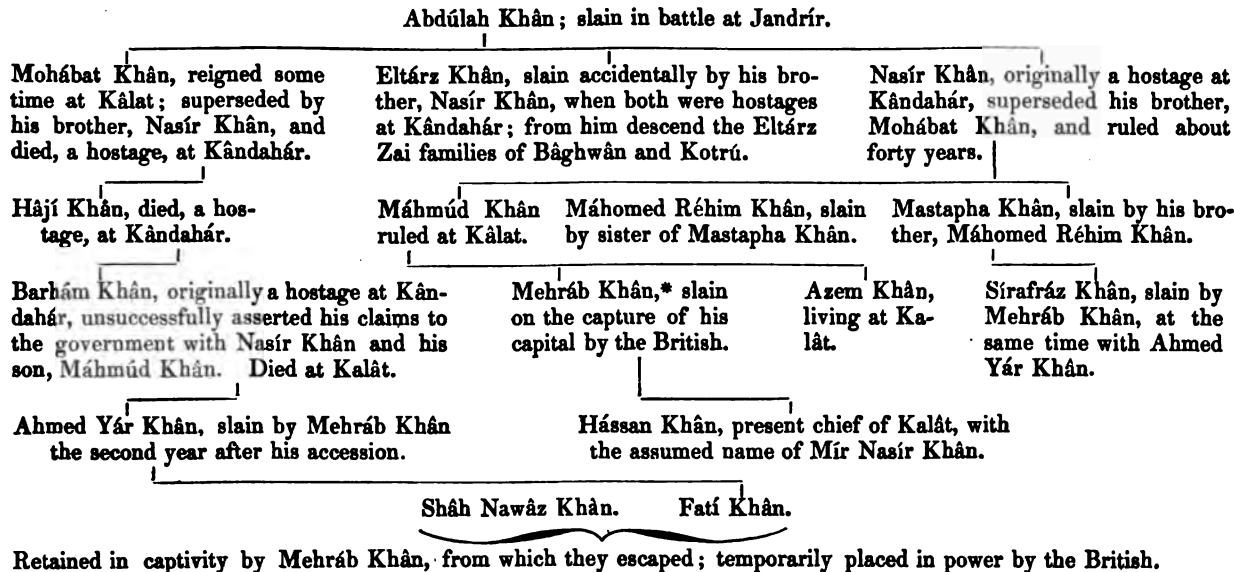 Abdúlah Khân; slain in battle at Jandrír.
Mohábat Khân, reigned some
time at Kâlat; superseded by
his brother, Nasír Khân, and
died, a hostage, at Kândahár.
Eltárz Khân, slain accidentally by his bro-
ther, Nasír Khân, when both were hostages
at Kândahár; from him descend the Eltárz
Zai families of Bâghwân and Kotrú.
Nasír Khân, originally a hostage at
Kândahár, superseded his brother,
Mohábat Khân, and ruled about
forty years.
Hâjí Khân, died, a hos-
tage, at Kândahár.
Máhmúd Khân
ruled at Kâlat.
Máhomed Réhim Khân, slain
by sister of Mastapha Khân.
Mastapha Khân, slain by his bro-
ther, Máhomed Réhim Khân.
Barhám Khân, originally a hostage at Kân-
dahár, unsuccessfully asserted his claims to
the government with Nasír Khân and his
son, Máhmúd Khân. Died at Kalât.
Mehráb Khân,* slain
on the capture of his
capital by the British.
Azem Khân,
living at Ka-
lât.
Sírafráz Khân, slain by
Mehráb Khân, at the
same time with Ahmed
Yár Khân.
Ahmed Yár Khân, slain by Mehráb Khân
the second year after his accession.
Hássan Khân, present chief of Kalât, with
the assumed name of Mír Nasír Khân.
Shâh Nawâz Khàn.
Fatí Khân.
Retained in captivity by Mehráb Khân, from which they escaped; temporarily placed in power by the British.